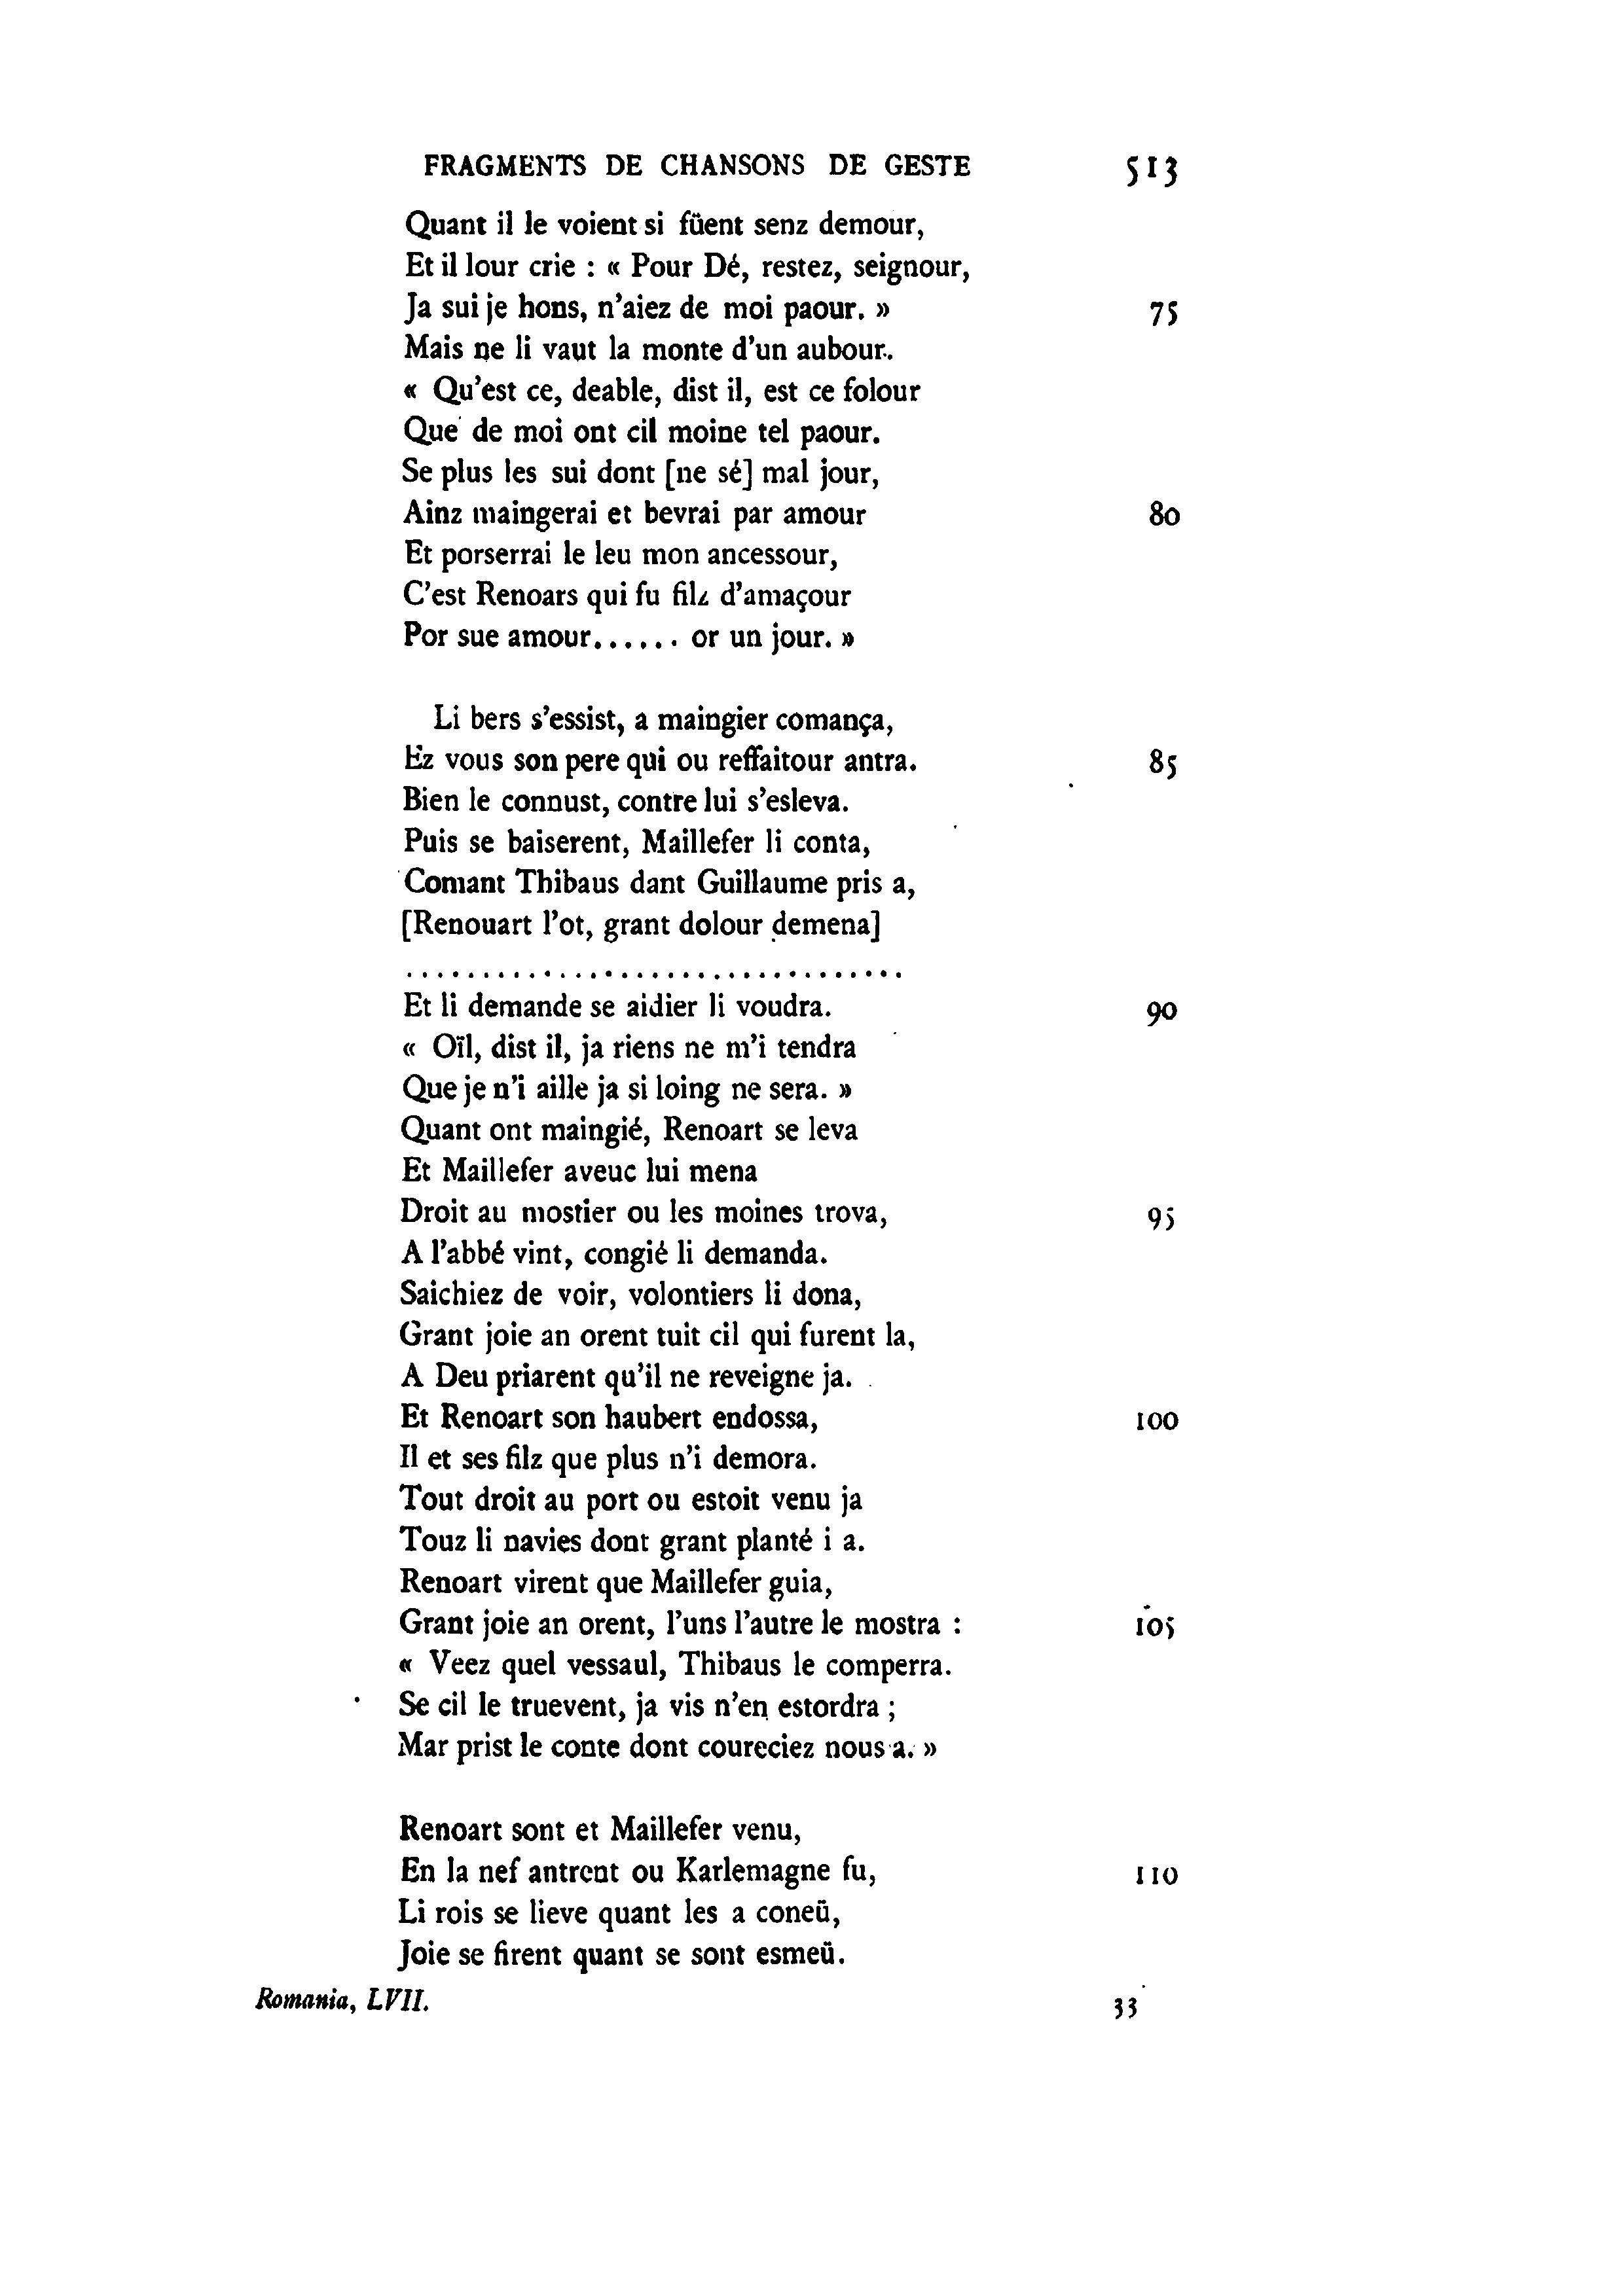 FRAGMENTS DE CHANSONS DE GESTE 513
Quant il le voient si füent senz demour,
Et il lour crie : « Pour Dé, restez, seignour,
Ja sui je hons, n'aiez de moi paour. » 75
Mais ne li vaut la monte d'un aubour.
« Qu'est ce, deable, dist il, est ce folour
Que de moi ont cil moine tel paour.
Se plus les sui dont [ne sé] mal jour,
Ainz maingerai et bevrai par amour 80
Et porserrai le leu mon ancessour,
C'est Renoars qui fu filz d'amaçour
Por sue amour...... or un jour. »
Li bers s'essist, a maingier comança,
Ez vous son pere qui ou reffaitour antra. 85
Bien le connust, contre lui s'esleva.
Puis se baiserent, Maillefer li conta,
Comant Thibaus dant Guillaume pris a,
[Renouart l'ot, grant dolour demena]
.................................
Et li demande se aidier li voudra. 90
« Oïl, dist il, ja riens ne m'i tendra
Que je n'i aille ja si loing ne sera. »
Quant ont maingié, Renoart se leva
Et Maillefer aveuc lui mena
Droit au mostier ou les moines trova, 95
A l'abbé vint, congié li demanda.
Saichiez de voir, volontiers li dona,
Grant joie an orent tuit cil qui furent la,
A Deu priarent qu'il ne reveigne ja.
Et Renoart son haubert endossa, 100
Il et ses filz que plus n'i demora.
Tout droit au port ou estoit venu ja
Touz li navies dont grant planté i a.
Renoart virent que Maillefer guia,
Grant joie an orent, l'uns l'autre le mostra : 105
« Veez quel vessaul, Thibaus le comperra.
Se cil le truevent, ja vis n'en estordra ;
Mar prist le conte dont coureciez nous a. »
Renoart sont et Maillefer venu,
En la nef antrent ou Karlemagne fu, 110
Li rois se lieve quant les a coneü,
Joie se firent quant se sont esmeü.
Romania, LVII. 33